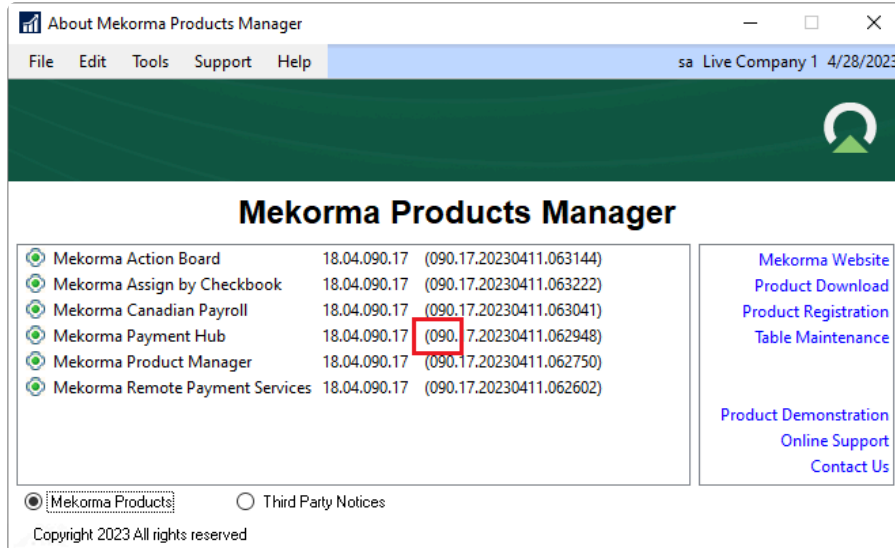 About Mekorma Products Manager
File Edit Tools Support Help sa Live Company 1 4/28/2023
Mekorma Products Manager
Mekorma Action Board 18.04.090.17 (090.17.20230411.063144)
Mekorma Assign by Checkbook 18.04.090.17 (090.17.20230411.063222)
Mekorma Canadian Payroll 18.04.090.17 (090.17.20230411.063041)
Mekorma Payment Hub 18.04.090.17 (090.17.20230411.062948)
Mekorma Product Manager 18.04.090.17 (090.17.20230411.062750)
Mekorma Remote Payment Services 18.04.090.17 (090.17.20230411.062602)
Mekorma Website
Product Download
Product Registration
Table Maintenance
Product Demonstration
Online Support
Contact Us
Mekorma Products Third Party Notices
Copyright 2023 All rights reserved